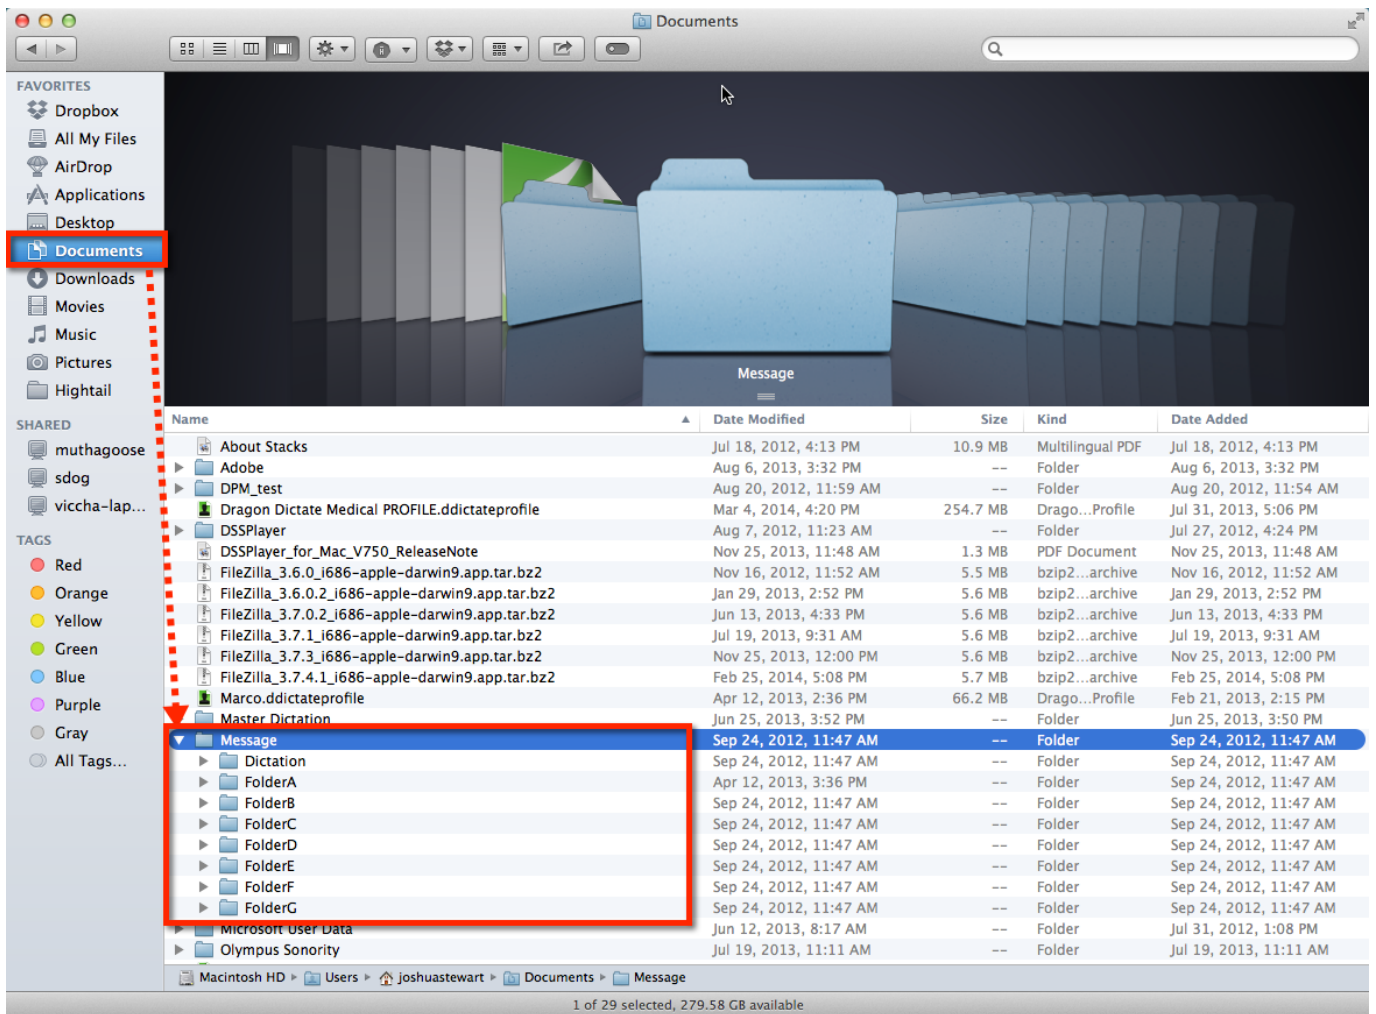 Documents
FAVORITES
Dropbox
All My Files
AirDrop
Applications
Desktop
Documents
Downloads
Movies
Music
Pictures
Hightail
SHARED
muthagoose
sdog
viccha-lap...
TAGS
Red
Orange
Yellow
Green
Blue
Purple
Gray
All Tags...
Message
Name Date Modified Size Kind Date Added
About Stacks Jul 18, 2012, 4:13 PM 10.9 MB Multilingual PDF Jul 18, 2012, 4:13 PM
Adobe Aug 6, 2013, 3:32 PM -- Folder Aug 6, 2013, 3:32 PM
DPM_test Aug 20, 2012, 11:59 AM -- Folder Aug 20, 2012, 11:54 AM
Dragon Dictate Medical PROFILE.ddictateprofile Mar 4, 2014, 4:20 PM 254.7 MB Drago...Profile Jul 31, 2013, 5:06 PM
DSSPlayer Aug 7, 2012, 11:23 AM -- Folder Jul 27, 2012, 4:24 PM
DSSPlayer_for_Mac_V750_ReleaseNote Nov 25, 2013, 11:48 AM 1.3 MB PDF Document Nov 25, 2013, 11:48 AM
FileZilla_3.6.0_i686-apple-darwin9.app.tar.bz2 Nov 16, 2012, 11:52 AM 5.5 MB bzip2...archive Nov 16, 2012, 11:52 AM
FileZilla_3.6.0.2_i686-apple-darwin9.app.tar.bz2 Jan 29, 2013, 2:52 PM 5.6 MB bzip2...archive Jan 29, 2013, 2:52 PM
FileZilla_3.7.0.2_i686-apple-darwin9.app.tar.bz2 Jun 13, 2013, 4:33 PM 5.6 MB bzip2...archive Jun 13, 2013, 4:33 PM
FileZilla_3.7.1_i686-apple-darwin9.app.tar.bz2 Jul 19, 2013, 9:31 AM 5.6 MB bzip2...archive Jul 19, 2013, 9:31 AM
FileZilla_3.7.3_i686-apple-darwin9.app.tar.bz2 Nov 25, 2013, 12:00 PM 5.6 MB bzip2...archive Nov 25, 2013, 12:00 PM
FileZilla_3.7.4.1_i686-apple-darwin9.app.tar.bz2 Feb 25, 2014, 5:08 PM 5.7 MB bzip2...archive Feb 25, 2014, 5:08 PM
Marco.ddictateprofile Apr 12, 2013, 2:36 PM 66.2 MB Drago...Profile Feb 21, 2013, 2:15 PM
Master Dictation Jun 25, 2013, 3:52 PM -- Folder Jun 25, 2013, 3:50 PM
Message Sep 24, 2012, 11:47 AM -- Folder Sep 24, 2012, 11:47 AM
Dictation Sep 24, 2012, 11:47 AM -- Folder Sep 24, 2012, 11:47 AM
FolderA Apr 12, 2013, 3:36 PM -- Folder Sep 24, 2012, 11:47 AM
FolderB Sep 24, 2012, 11:47 AM -- Folder Sep 24, 2012, 11:47 AM
FolderC Sep 24, 2012, 11:47 AM -- Folder Sep 24, 2012, 11:47 AM
FolderD Sep 24, 2012, 11:47 AM -- Folder Sep 24, 2012, 11:47 AM
FolderE Sep 24, 2012, 11:47 AM -- Folder Sep 24, 2012, 11:47 AM
FolderF Sep 24, 2012, 11:47 AM -- Folder Sep 24, 2012, 11:47 AM
FolderG Sep 24, 2012, 11:47 AM -- Folder Sep 24, 2012, 11:47 AM
Microsoft User Data Jun 12, 2013, 8:17 AM -- Folder Jul 31, 2012, 1:08 PM
Olympus Sonority Jul 19, 2013, 11:11 AM -- Folder Jul 19, 2013, 11:11 AM
Macintosh HD Users joshuastewart Documents Message
1 of 29 selected, 279.58 GB available